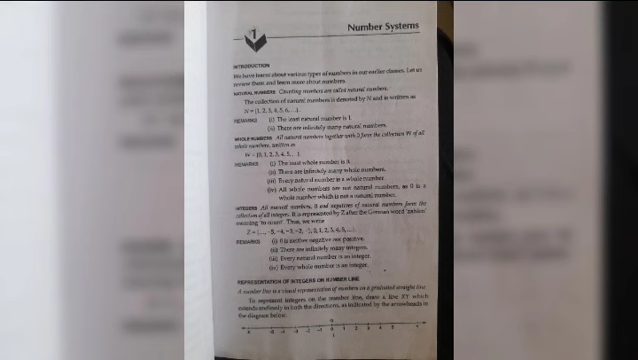 1
Number Systems
INTRODUCTION
We have learnt about various types of numbers in our earlier classes. Let us
review them and learn more about numbers.
NATURAL NUMBERS Counting numbers are called natural numbers.
The collection of natural numbers is denoted by N and is written as
N = {1, 2, 3, 4, 5, 6, ...}.
REMARKS (i) The least natural number is 1.
(ii) There are infinitely many natural numbers.
WHOLE NUMBERS All natural numbers together with 0 form the collection W of all
whole numbers, written as
W = {0, 1, 2, 3, 4, 5, ...}.
REMARKS (i) The least whole number is 0.
(ii) There are infinitely many whole numbers.
(iii) Every natural number is a whole number.
(iv) All whole numbers are not natural numbers, as 0 is a
whole number which is not a natural number.
INTEGERS All natural numbers, 0 and negatives of natural numbers form the
collection of all integers. It is represented by Z after the German word
meaning 'to count'. Thus, we write
Z = {..., -5, -4, -3, -2, -1, 0, 1, 2, 3, 4, 5, ...}.
REMARKS (i) 0 is neither negative nor positive.
(ii) There are infinitely many integers.
(iii) Every natural number is an integer.
(iv) Every whole number is an integer.
REPRESENTATION OF INTEGERS ON NUMBER LINE
A number line is a visual representation of numbers on a graduated straight line.
To represent integers on the number line, draw a line XY which
extends endlessly in both the directions, as indicated by the arrowheads in
the diagram below.